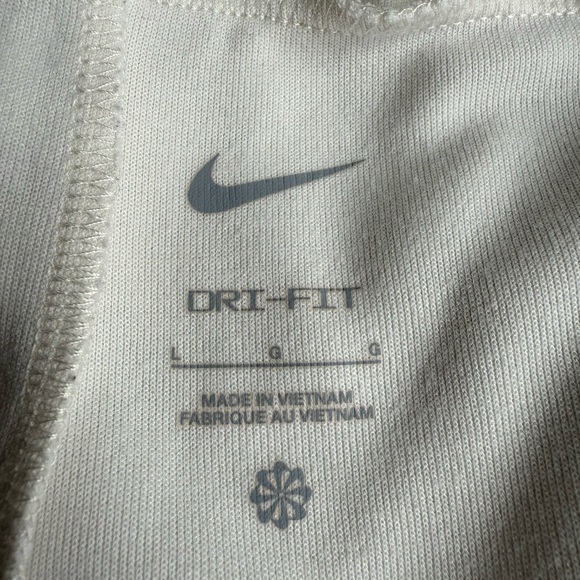 DRI-FIT
L G G
MADE IN VIETNAM
FABRIQUE AU VIETNAM